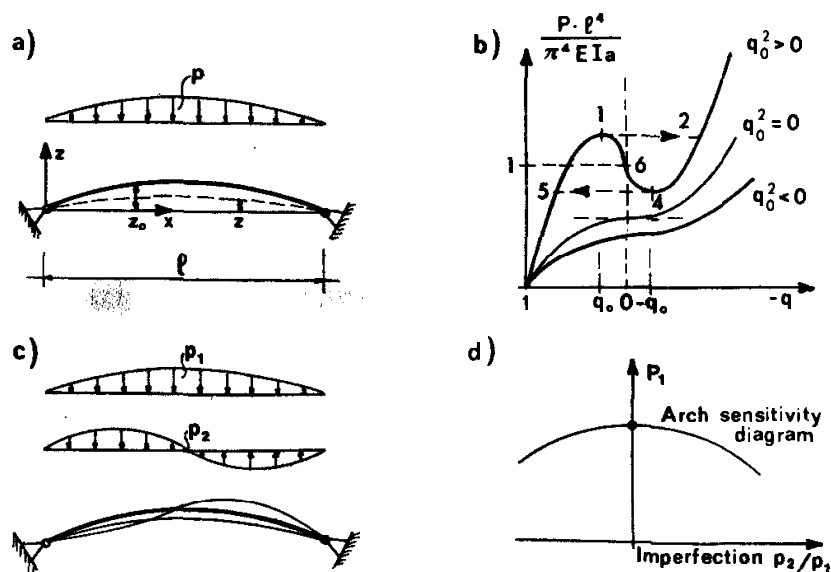 a)
p
z
z₀
x
z
ℓ
b)
P · ℓ⁴
π⁴ E I a
q₀² > 0
q₀² = 0
q₀² < 0
1
2
1
6
5
4
1
q₀
0
-q₀
-q
c)
p₁
p₂
d)
P₁
Arch sensitivity
diagram
Imperfection p₂/p₁